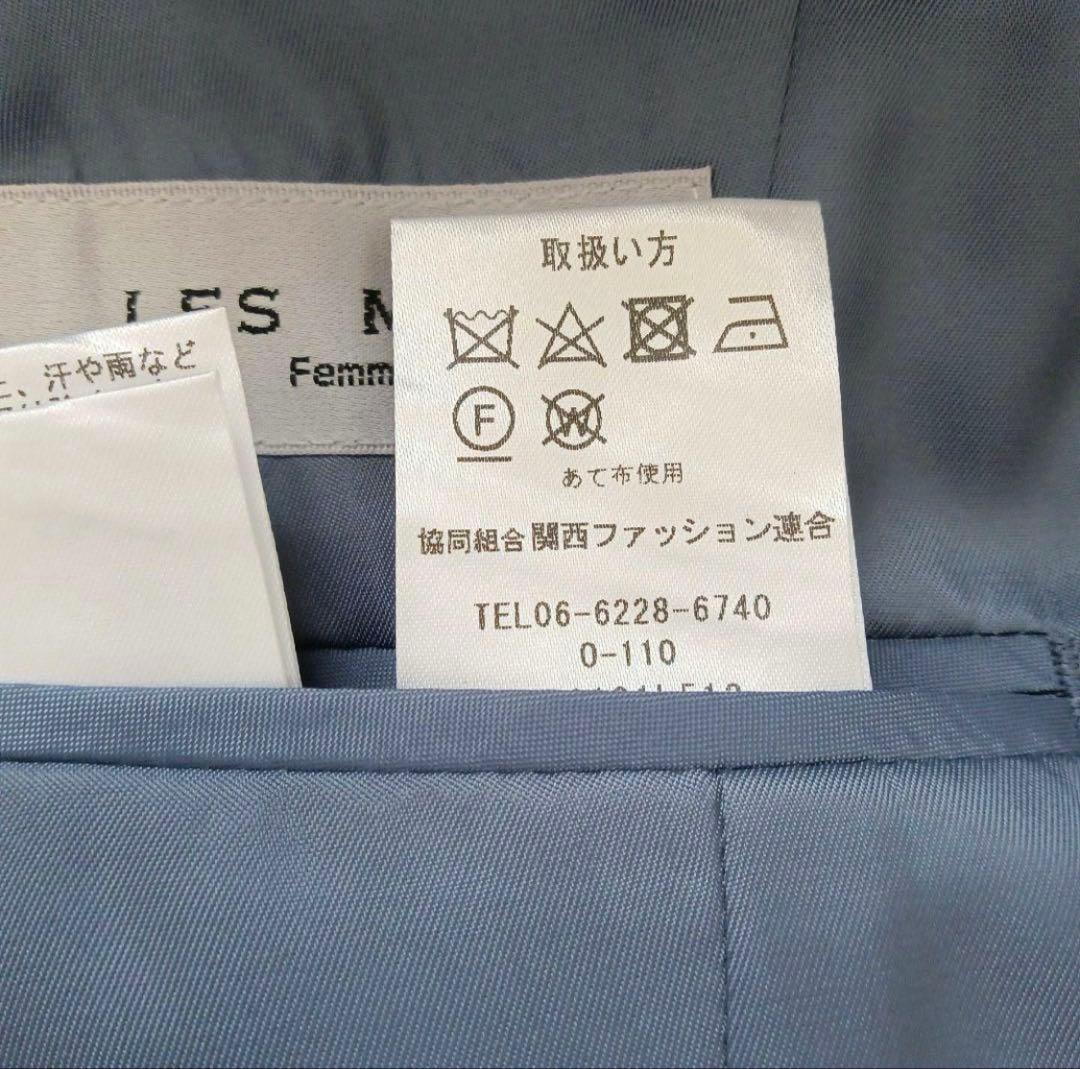 取扱い方
LES
Femm
、汗や雨など
F
W
あて布使用
協同組合関西ファッション連合
TEL06-6228-6740
0-110